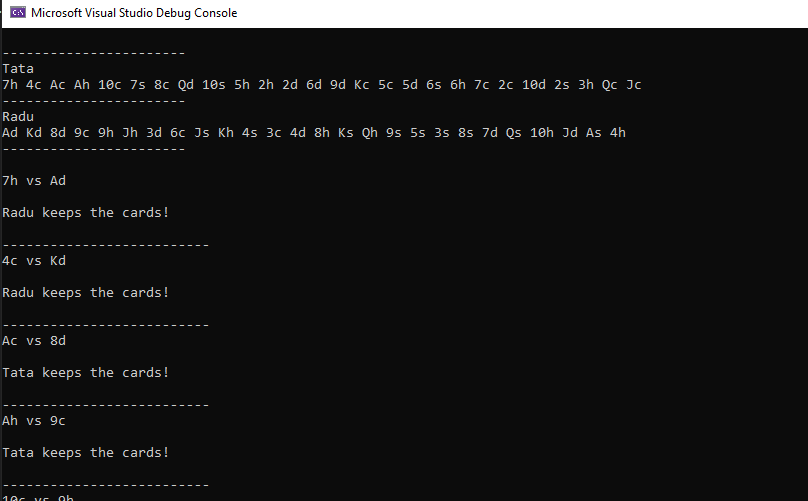 Microsoft Visual Studio Debug Console
-----------------------
Tata
7h 4c Ac Ah 10c 7s 8c Qd 10s 5h 2h 2d 6d 9d Kc 5c 5d 6s 6h 7c 2c 10d 2s 3h Qc Jc
-----------------------
Radu
Ad Kd 8d 9c 9h Jh 3d 6c Js Kh 4s 3c 4d 8h Ks Qh 9s 5s 3s 8s 7d Qs 10h Jd As 4h
-----------------------
7h vs Ad
Radu keeps the cards!
--------------------------
4c vs Kd
Radu keeps the cards!
--------------------------
Ac vs 8d
Tata keeps the cards!
--------------------------
Ah vs 9c
Tata keeps the cards!
--------------------------
10c vs 9h